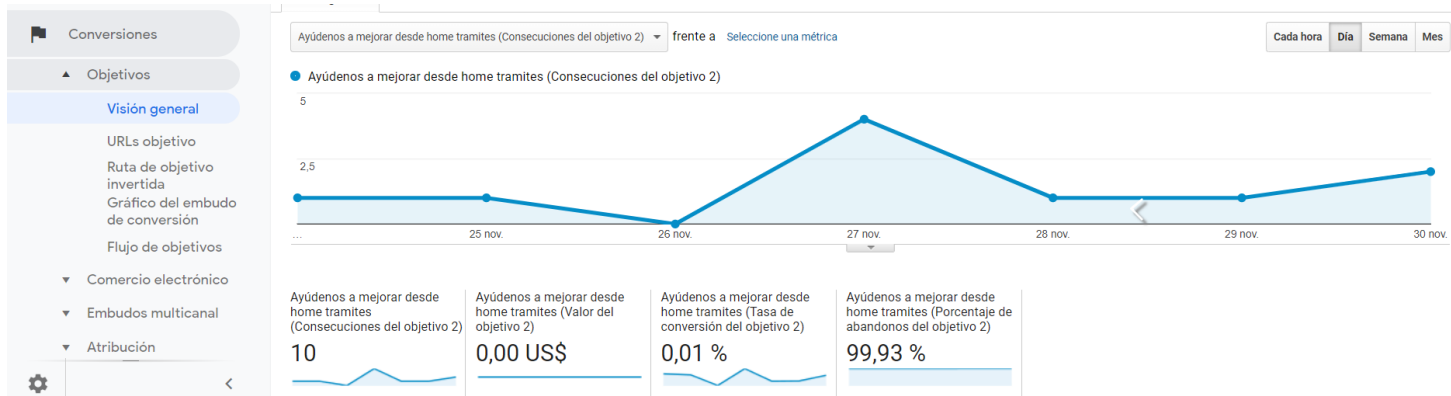 Conversiones
Objetivos
Visión general
URLs objetivo
Ruta de objetivo
invertida
Gráfico del embudo
de conversión
Flujo de objetivos
Comercio electrónico
Embudos multicanal
Atribución
Ayúdenos a mejorar desde home tramites (Consecuciones del objetivo 2) frente a Seleccione una métrica
Cada hora Día Semana Mes
Ayúdenos a mejorar desde home tramites (Consecuciones del objetivo 2)
5
2,5
... 25 nov. 26 nov. 27 nov. 28 nov. 29 nov. 30 nov.
Ayúdenos a mejorar desde
home tramites
(Consecuciones del objetivo 2)
10
Ayúdenos a mejorar desde
home tramites (Valor del
objetivo 2)
0,00 US$
Ayúdenos a mejorar desde
home tramites (Tasa de
conversión del objetivo 2)
0,01 %
Ayúdenos a mejorar desde
home tramites (Porcentaje de
abandonos del objetivo 2)
99,93 %